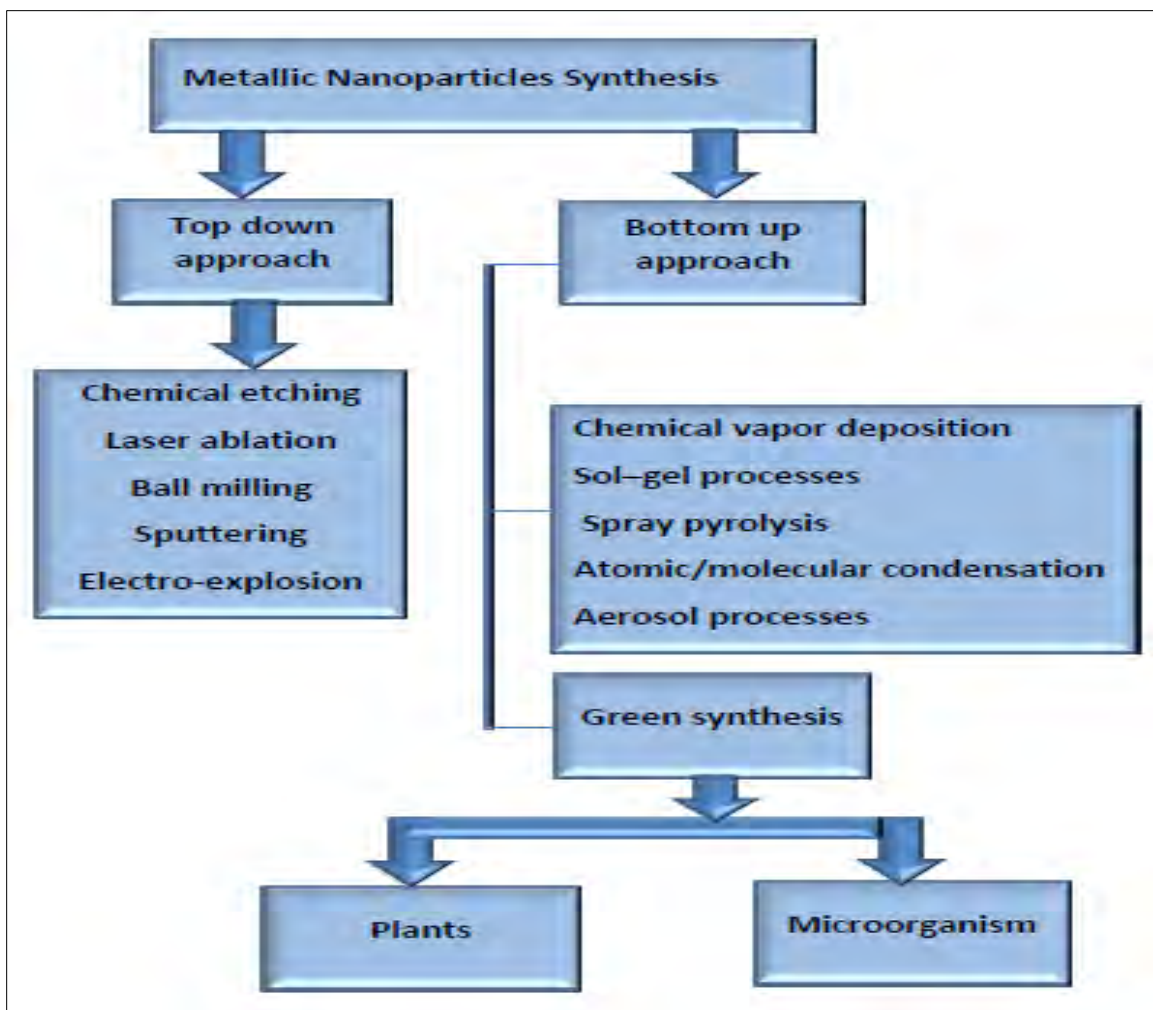 Metallic Nanoparticles Synthesis
Top down
approach
Bottom up
approach
Chemical etching
Laser ablation
Ball milling
Sputtering
Electro-explosion
Chemical vapor deposition
Sol–gel processes
Spray pyrolysis
Atomic/molecular condensation
Aerosol processes
Green synthesis
Plants
Microorganism